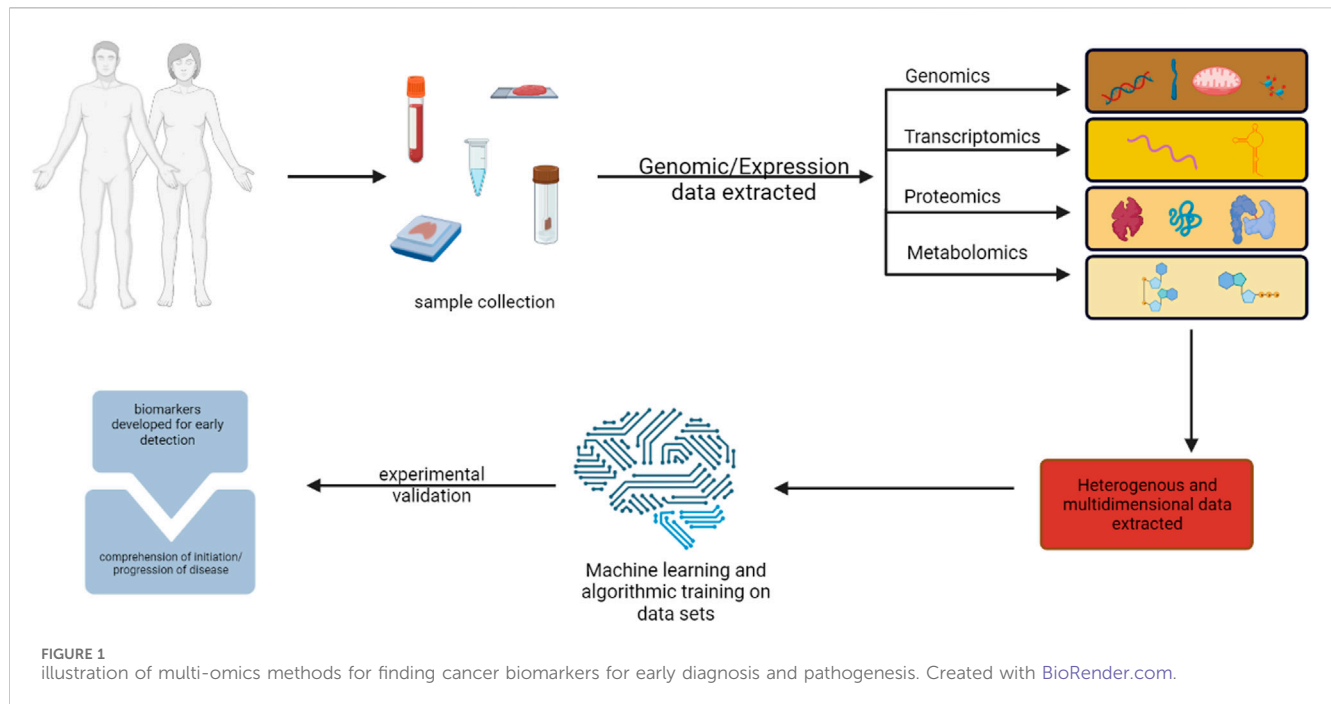 Genomics
Transcriptomics
Proteomics
Metabolomics
Genomic/Expression
data extracted
sample collection
Heterogenous and
multidimensional data
extracted
Machine learning and
algorithmic training on
data sets
experimental
validation
biomarkers
developed for early
detection
comprehension of initiation/
progression of disease
FIGURE 1
illustration of multi-omics methods for finding cancer biomarkers for early diagnosis and pathogenesis. Created with BioRender.com.